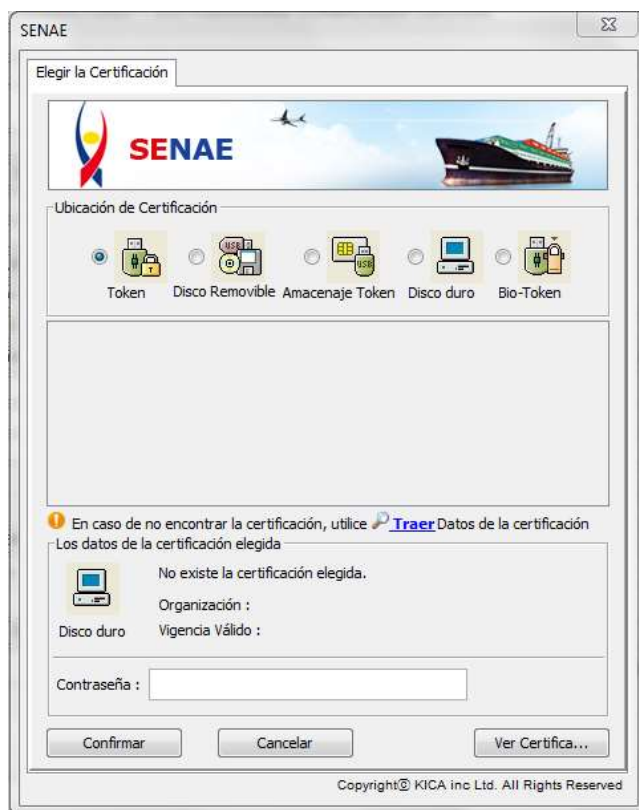 SENAE
Elegir la Certificación
SENAE
Ubicación de Certificación
Token Disco Removible Amacenaje Token Disco duro Bio-Token
En caso de no encontrar la certificación, utilice Traer Datos de la certificación
Los datos de la certificación elegida
No existe la certificación elegida.
Organización :
Disco duro Vigencia Válido :
Contraseña :
Confirmar Cancelar Ver Certifica...
Copyrightⓒ KICA inc Ltd. All Rights Reserved